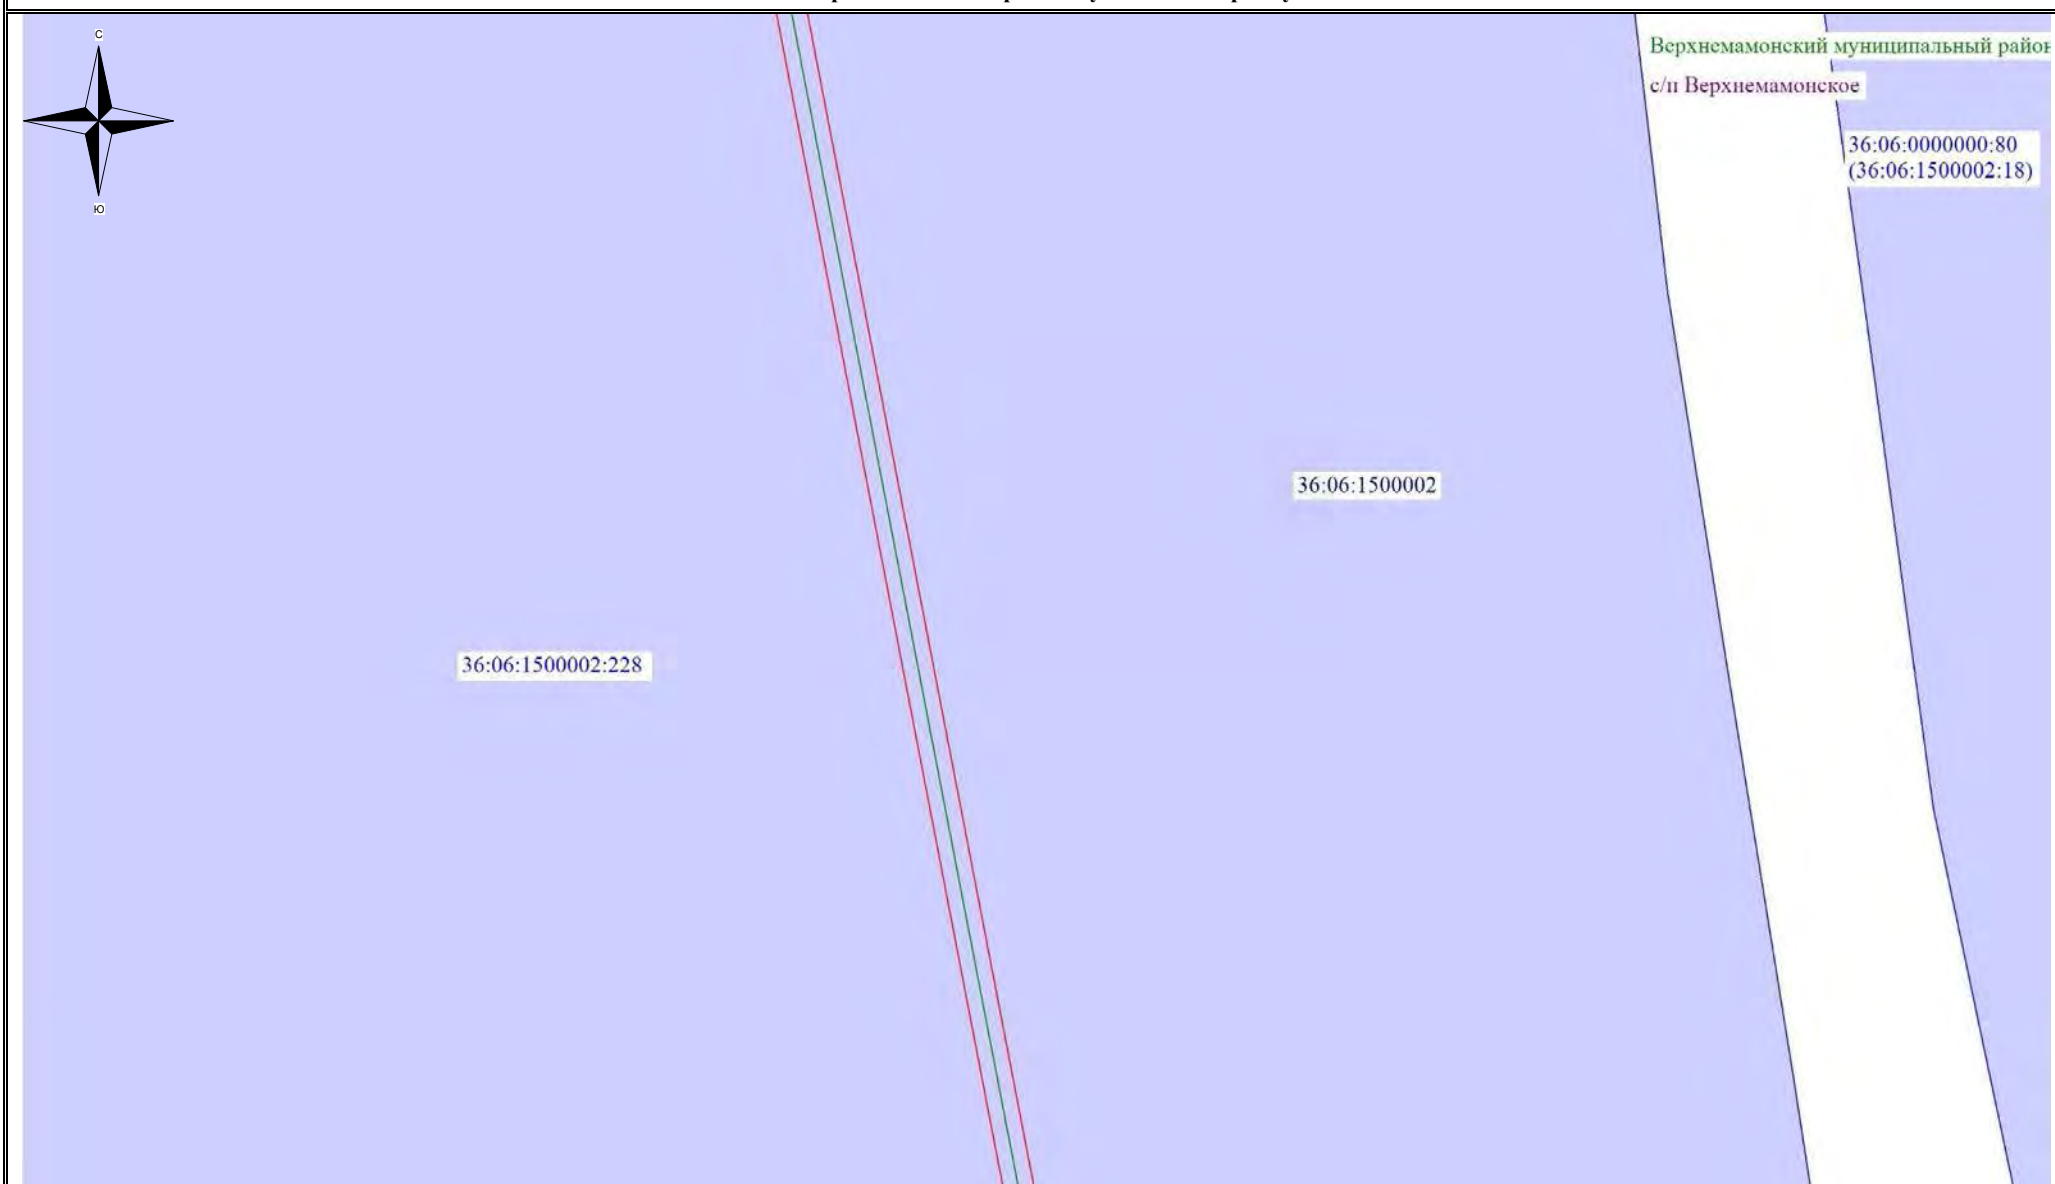 С
Ю
Верхнемамонский муниципальный район
с/п Верхнемамонское
36:06:0000000:80
(36:06:1500002:18)
36:06:1500002
36:06:1500002:228